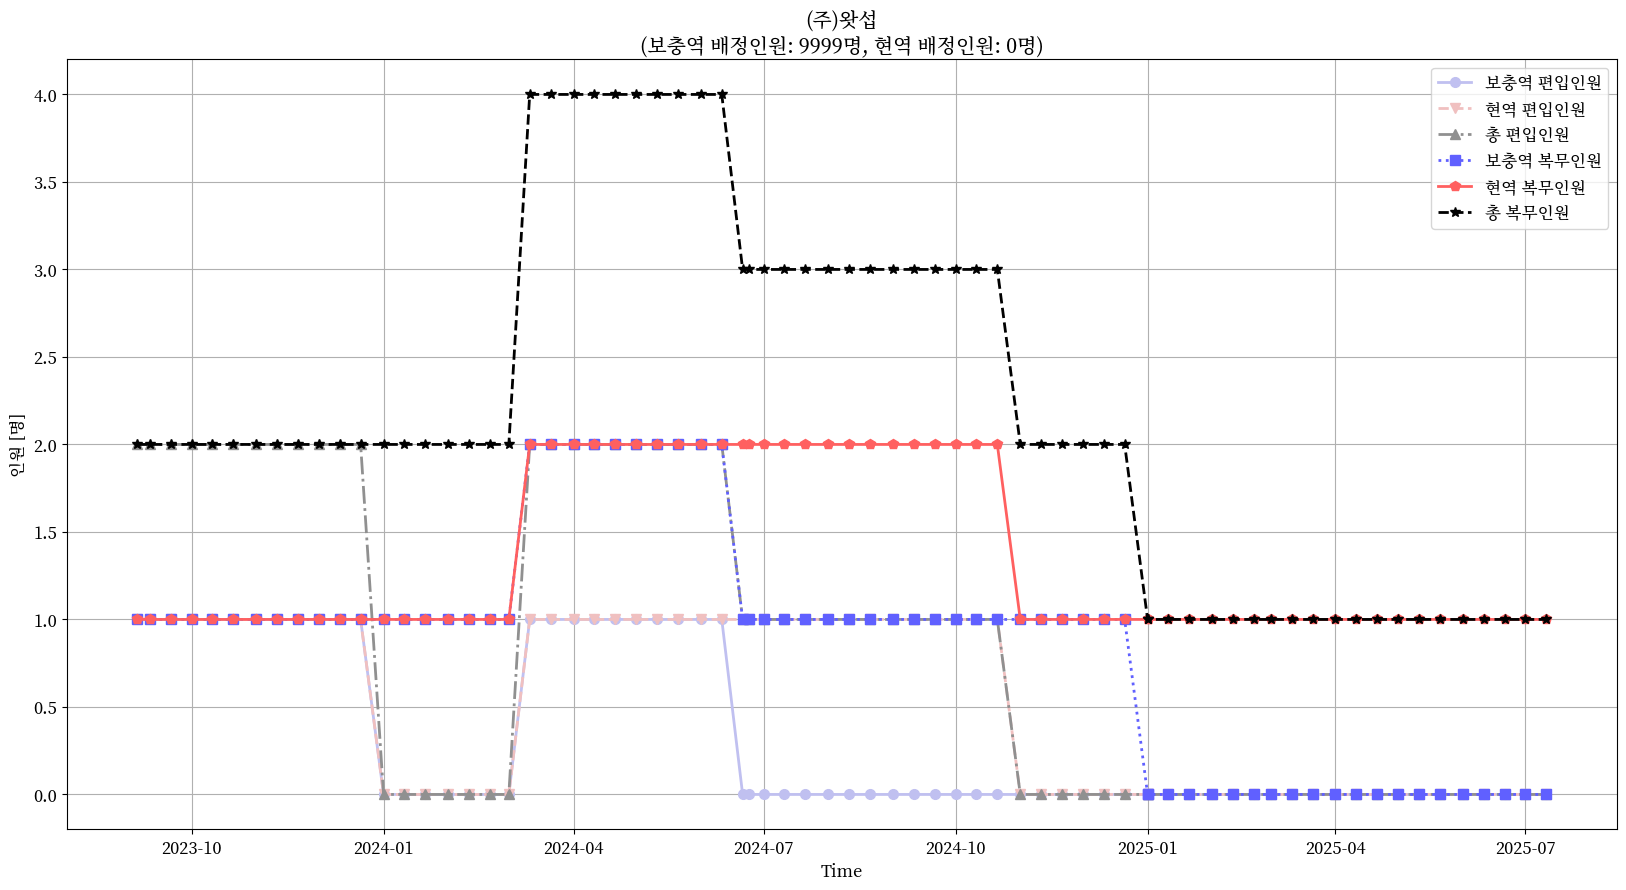 (주)왓섭
(보충역 배정인원: 9999명, 현역 배정인원: 0명)
보충역 편입인원
현역 편입인원
총 편입인원
보충역 복무인원
현역 복무인원
총 복무인원
인원 [명]
4.0
3.5
3.0
2.5
2.0
1.5
1.0
0.5
0.0
2023-10
2024-01
2024-04
2024-07
2024-10
2025-01
2025-04
2025-07
Time